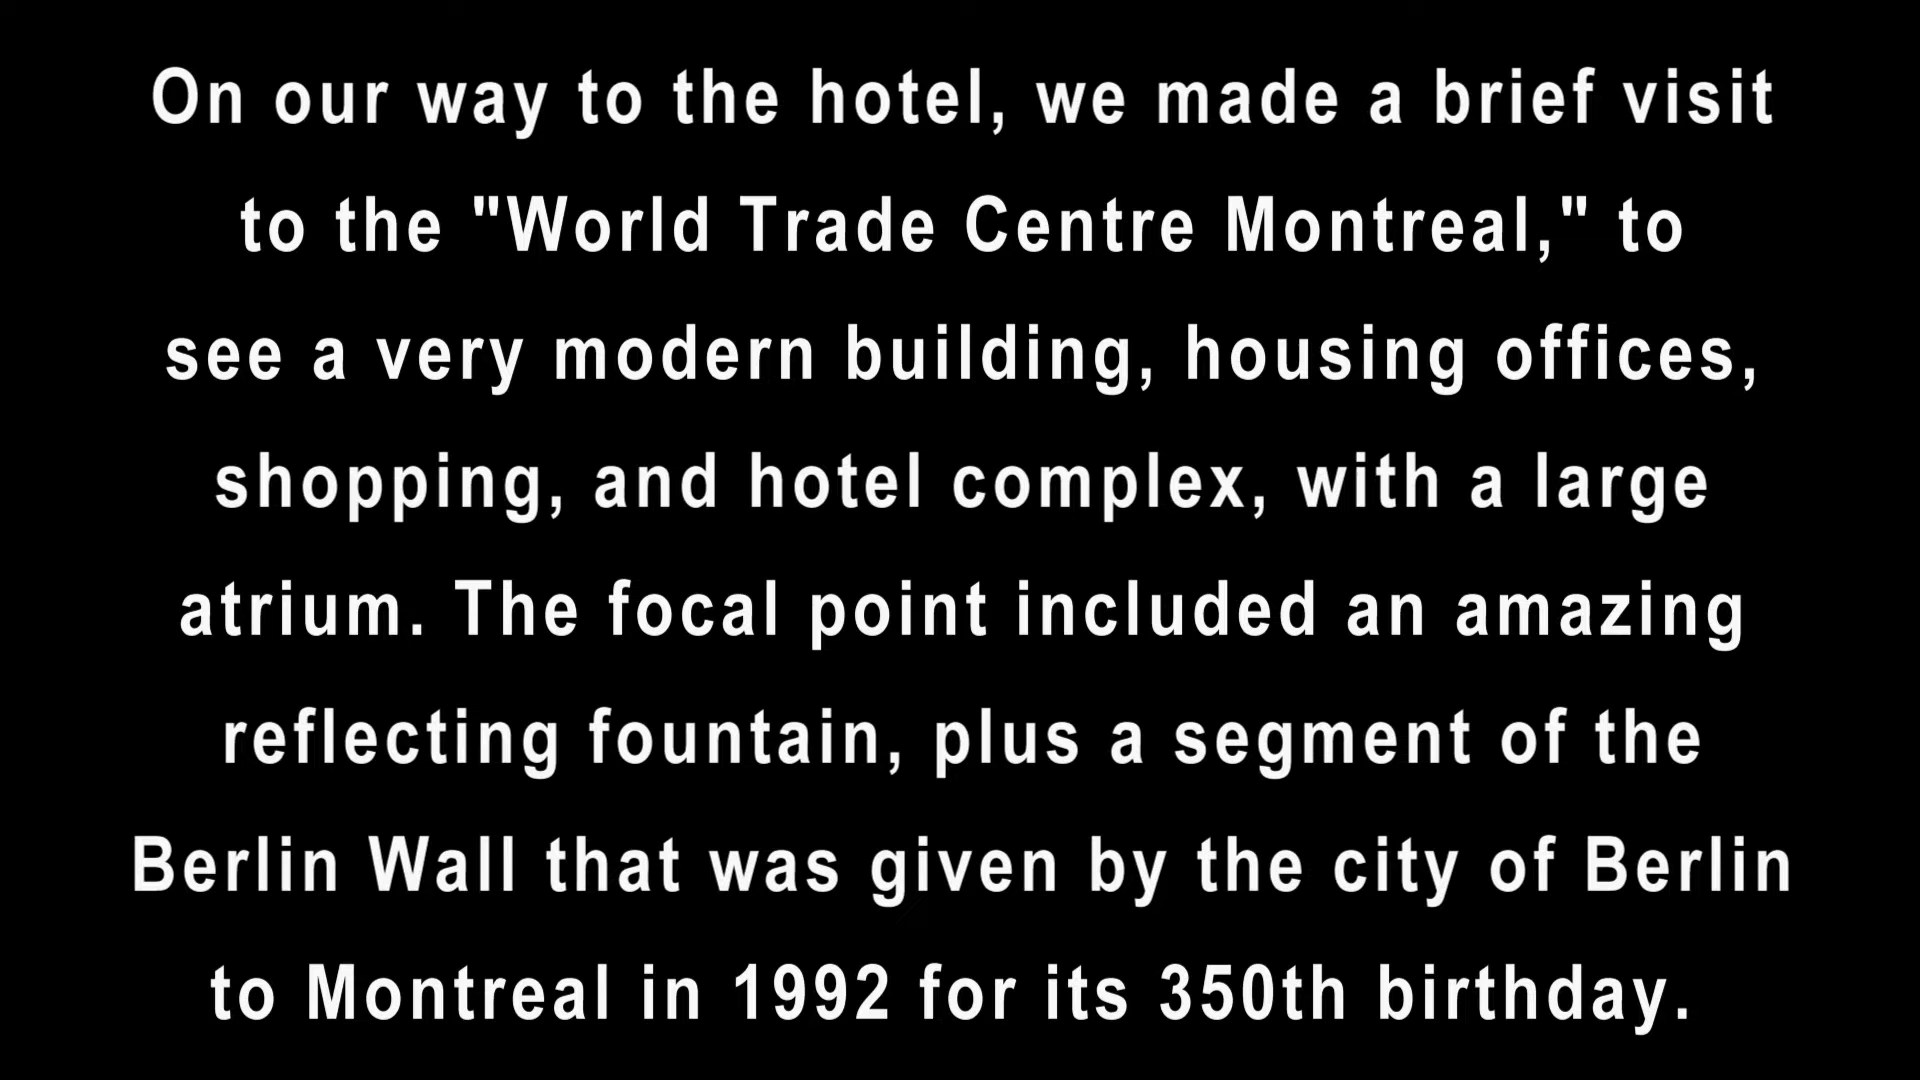 On our way to the hotel, we made a brief visit
to the "World Trade Centre Montreal," to
see a very modern building, housing offices,
shopping, and hotel complex, with a large
atrium. The focal point included an amazing
reflecting fountain, plus a segment of the
Berlin Wall that was given by the city of Berlin
to Montreal in 1992 for its 350th birthday.